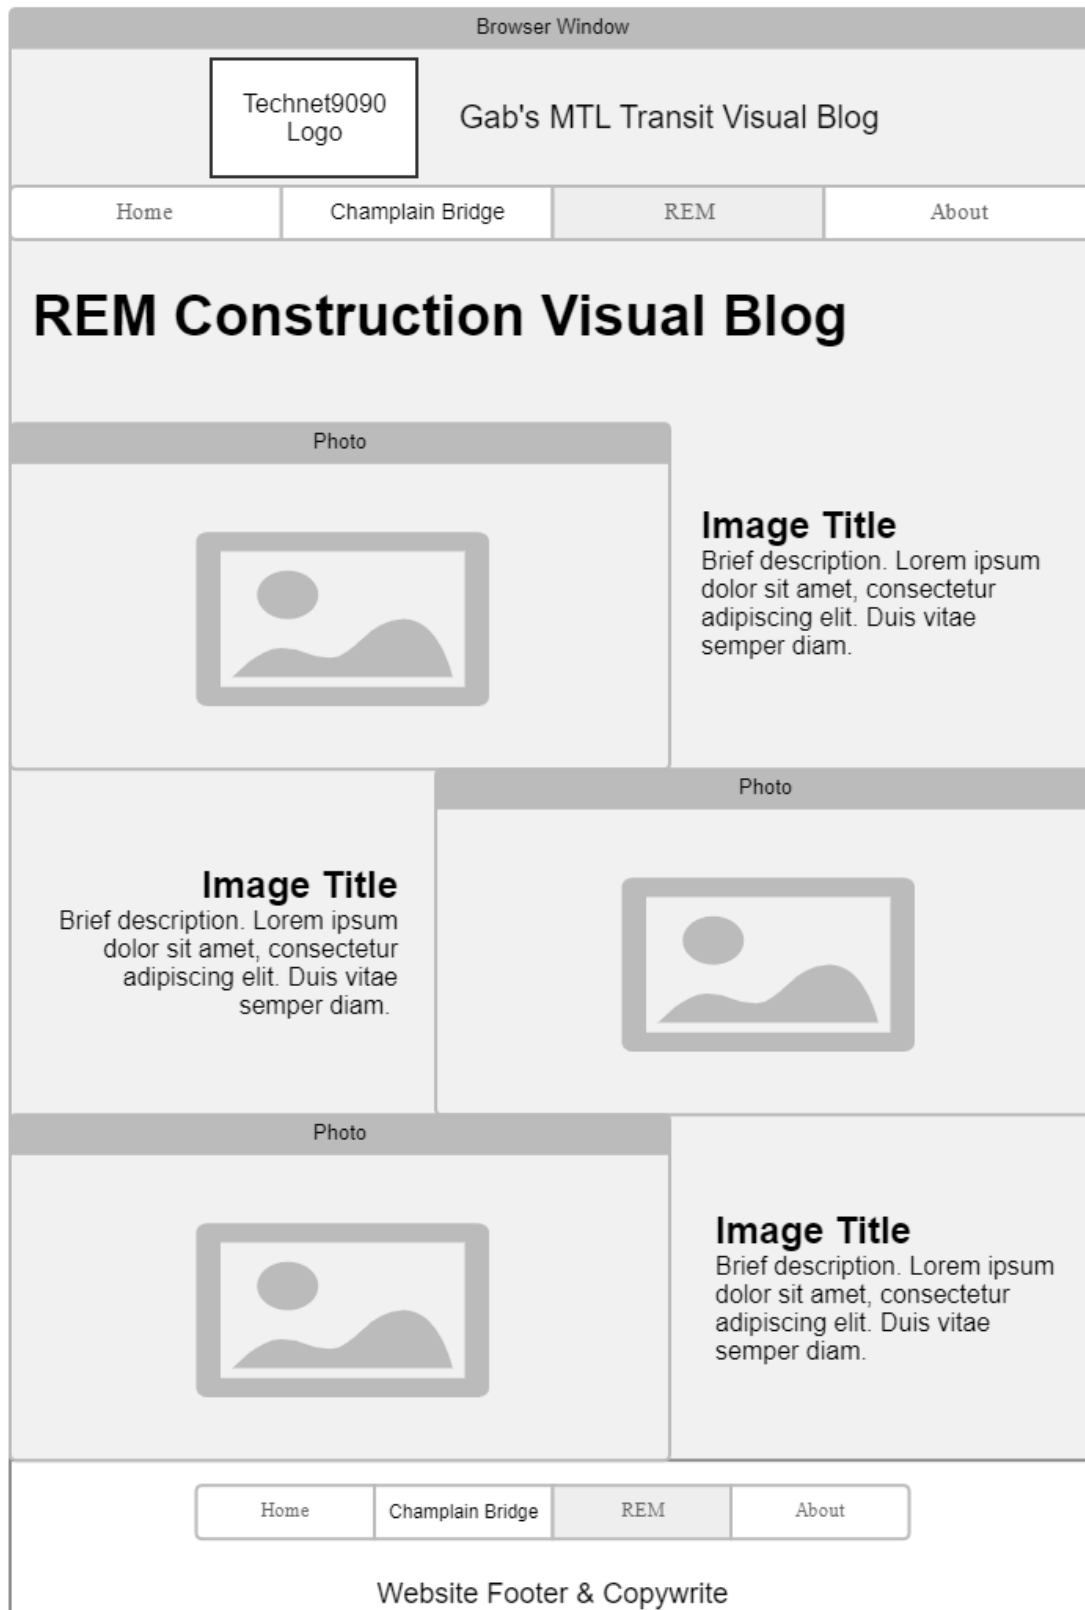 Browser Window
Technet9090
Logo
Gab's MTL Transit Visual Blog
Home
Champlain Bridge
REM
About
REM Construction Visual Blog
Photo
Image Title
Brief description. Lorem ipsum
dolor sit amet, consectetur
adipiscing elit. Duis vitae
semper diam.
Photo
Image Title
Brief description. Lorem ipsum
dolor sit amet, consectetur
adipiscing elit. Duis vitae
semper diam.
Photo
Image Title
Brief description. Lorem ipsum
dolor sit amet, consectetur
adipiscing elit. Duis vitae
semper diam.
Home
Champlain Bridge
REM
About
Website Footer & Copywrite